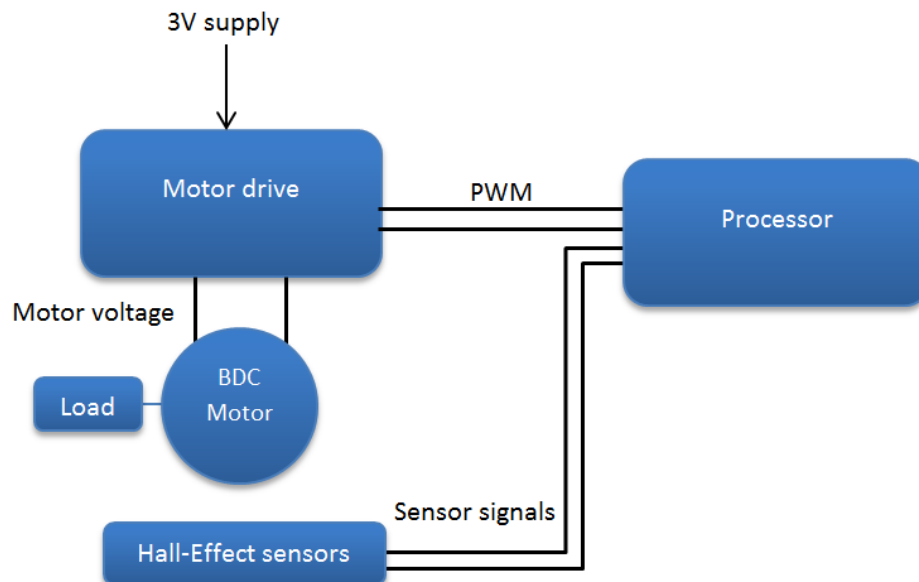 3V supply
Motor drive
PWM
Processor
Motor voltage
BDC
Motor
Load
Sensor signals
Hall-Effect sensors